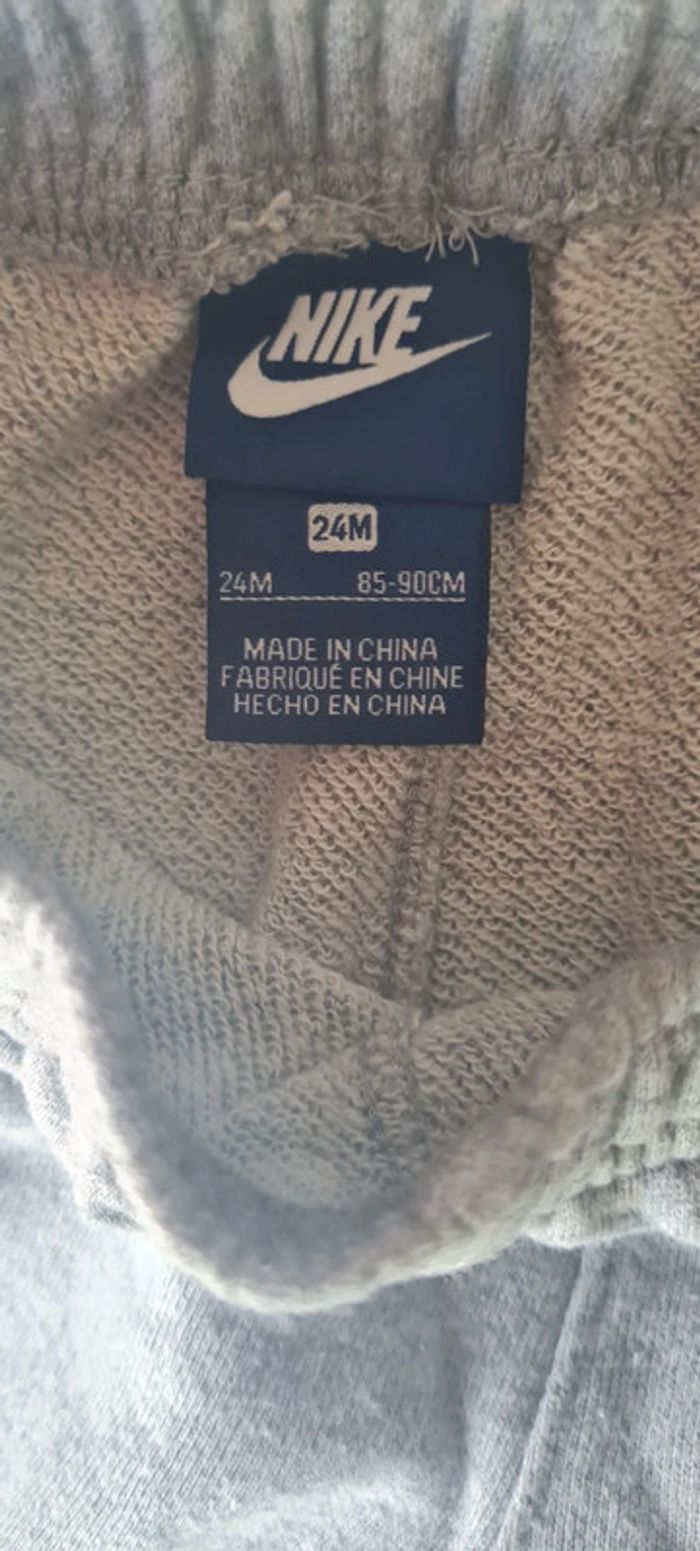 NIKE
24M
24M 85-90CM
MADE IN CHINA
FABRIQUÉ EN CHINE
HECHO EN CHINA